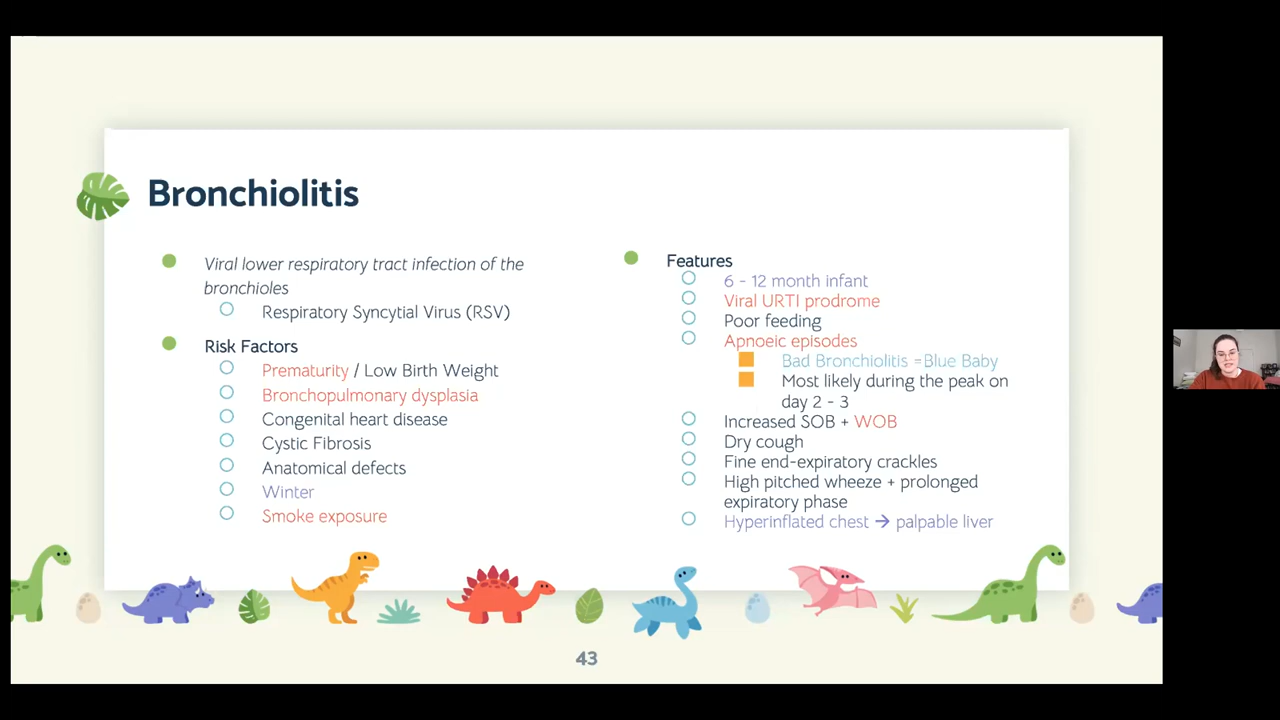 Bronchiolitis
Viral lower respiratory tract infection of the
bronchioles
Respiratory Syncytial Virus (RSV)
Risk Factors
Prematurity / Low Birth Weight
Bronchopulmonary dysplasia
Congenital heart disease
Cystic Fibrosis
Anatomical defects
Winter
Smoke exposure
Features
6 - 12 month infant
Viral URTI prodrome
Poor feeding
Apnoeic episodes
Bad Bronchiolitis =Blue Baby
Most likely during the peak on
day 2 - 3
Increased SOB + WOB
Dry cough
Fine end-expiratory crackles
High pitched wheeze + prolonged
expiratory phase
Hyperinflated chest → palpable liver
43